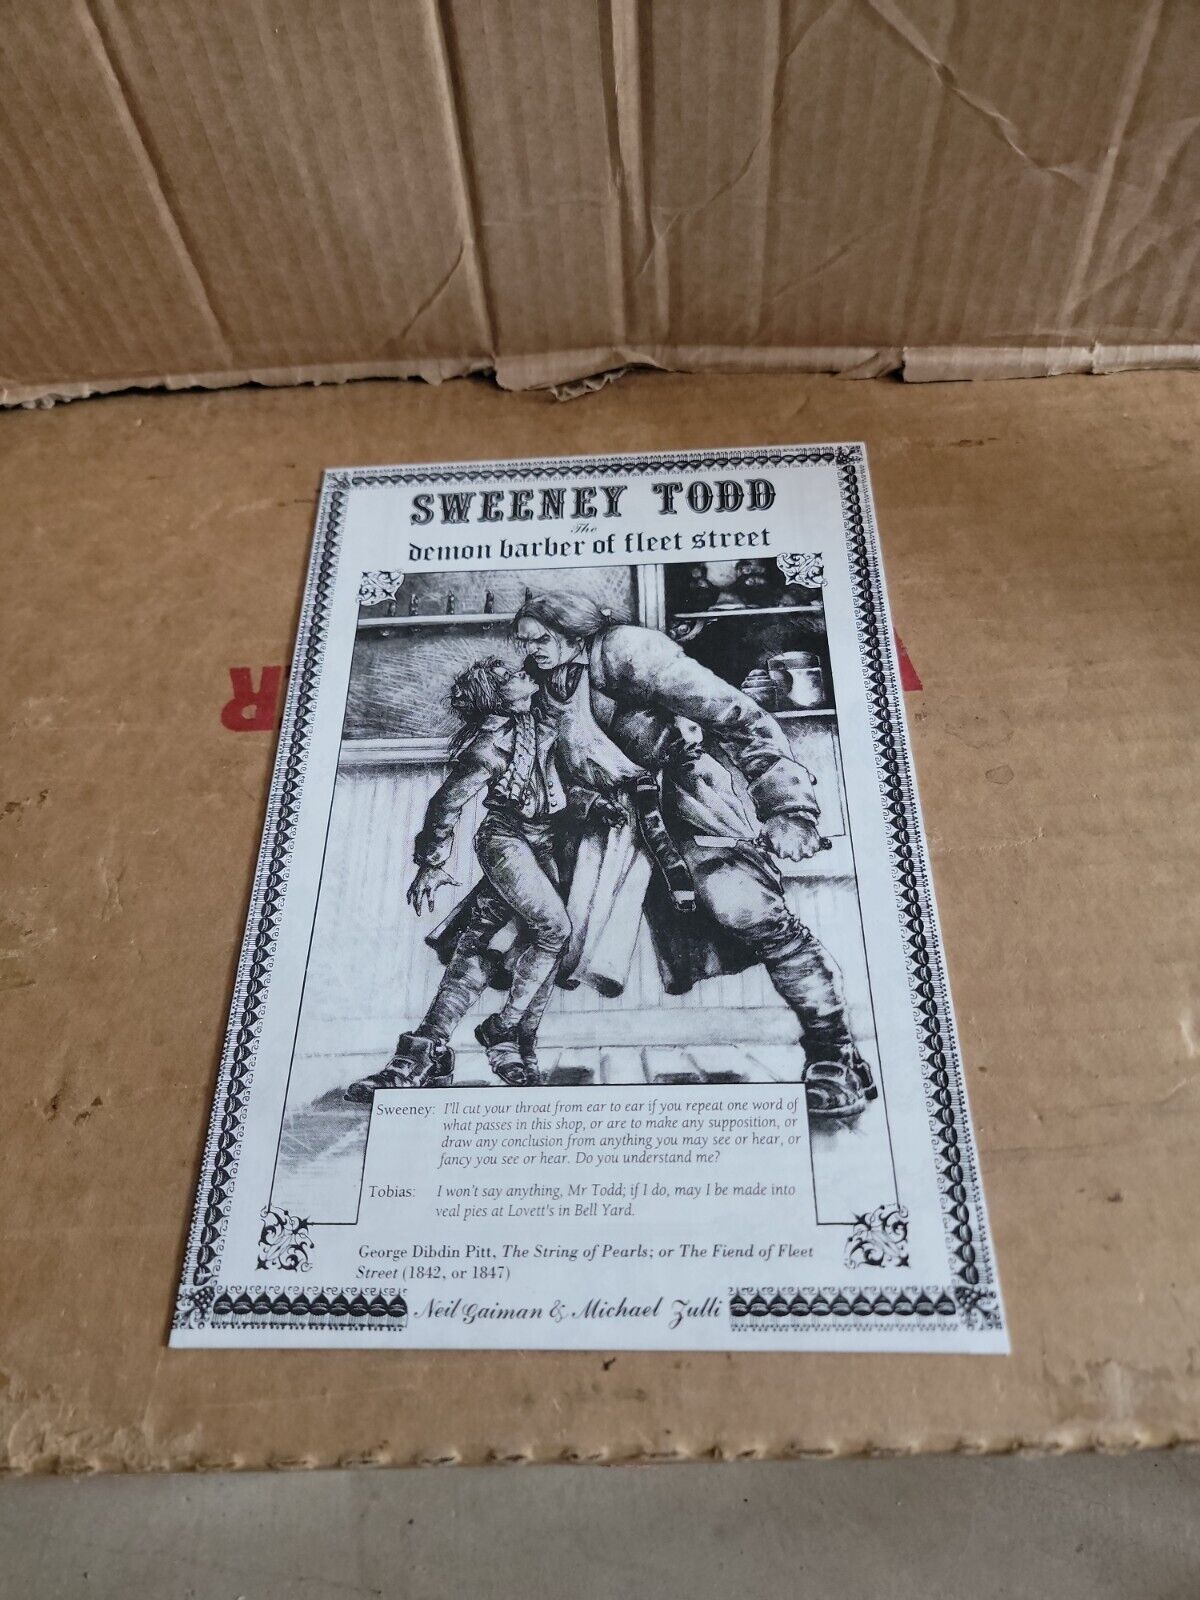 SWEENEY TODD
The
demon barber of fleet street
Sweeney: I'll cut your throat from ear to ear if you repeat one word of
what passes in this shop, or are to make any supposition, or
draw any conclusion from anything you may see or hear, or
fancy you see or hear. Do you understand me?
Tobias: I won't say anything, Mr Todd; if I do, may I be made into
veal pies at Lovett's in Bell Yard.
George Dibdin Pitt, The String of Pearls; or The Fiend of Fleet
Street (1842, or 1847)
Neil Gaiman & Michael Zulli